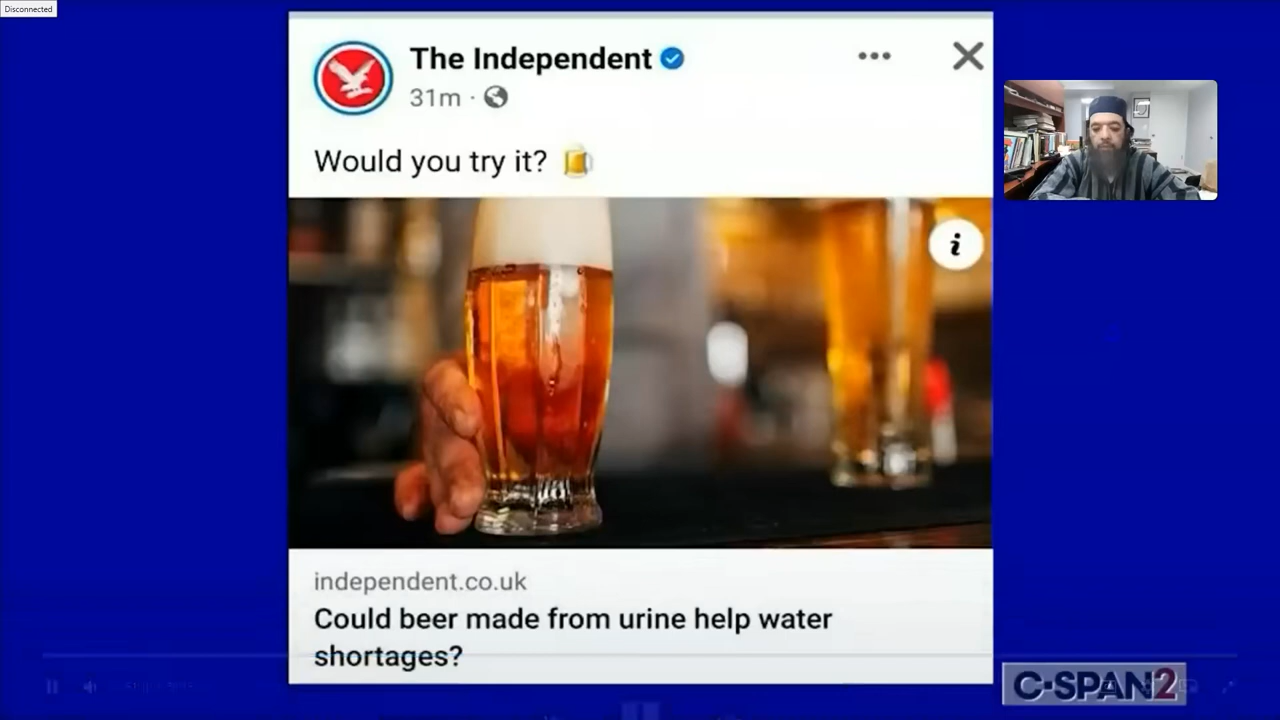 Disconnected
The Independent
31m ·
Would you try it? 🍺
i
independent.co.uk
Could beer made from urine help water
shortages?
C-SPAN2